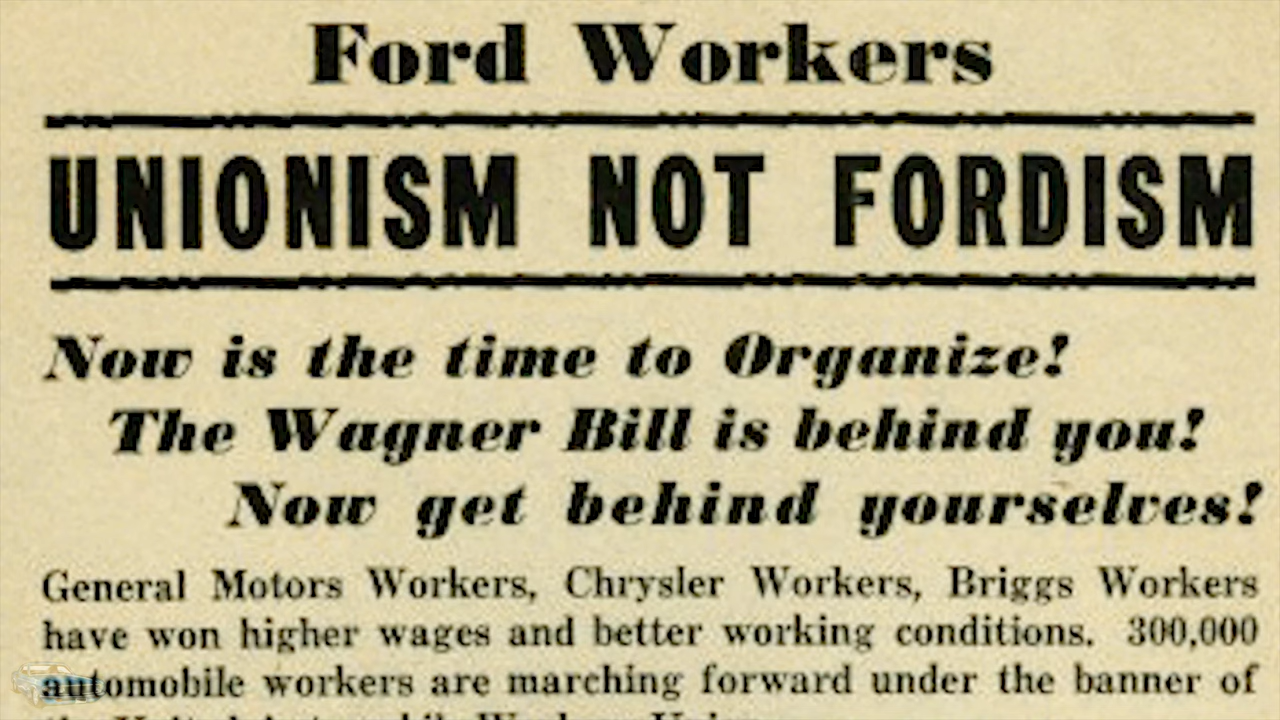 Ford Workers
UNIONISM NOT FORDISM
Now is the time to Organize!
The Wagner Bill is behind you!
Now get behind yourselves!
General Motors Workers, Chrysler Workers, Briggs Workers
have won higher wages and better working conditions. 300,000
automobile workers are marching forward under the banner of